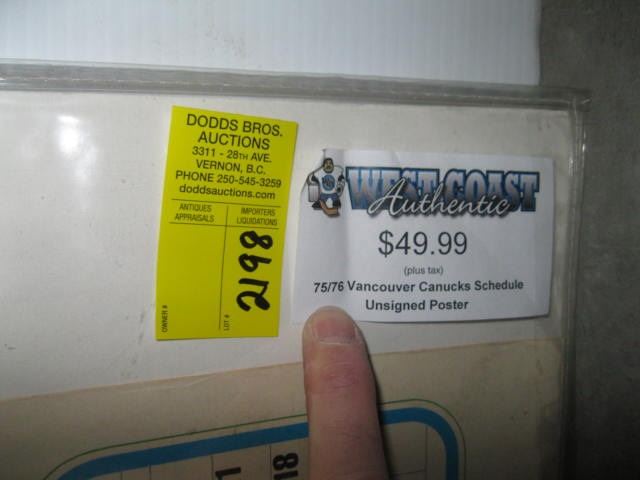 DODDS BROS.
AUCTIONS
3311 - 28TH AVE.
VERNON, B.C.
PHONE 250-545-3259
doddsauctions.com
ANTIQUES
APPRAISALS
IMPORTERS
LIQUIDATIONS
OWNER #
LOT #
2198
WEST COAST
Authentic
$49.99
(plus tax)
75/76 Vancouver Canucks Schedule
Unsigned Poster
18